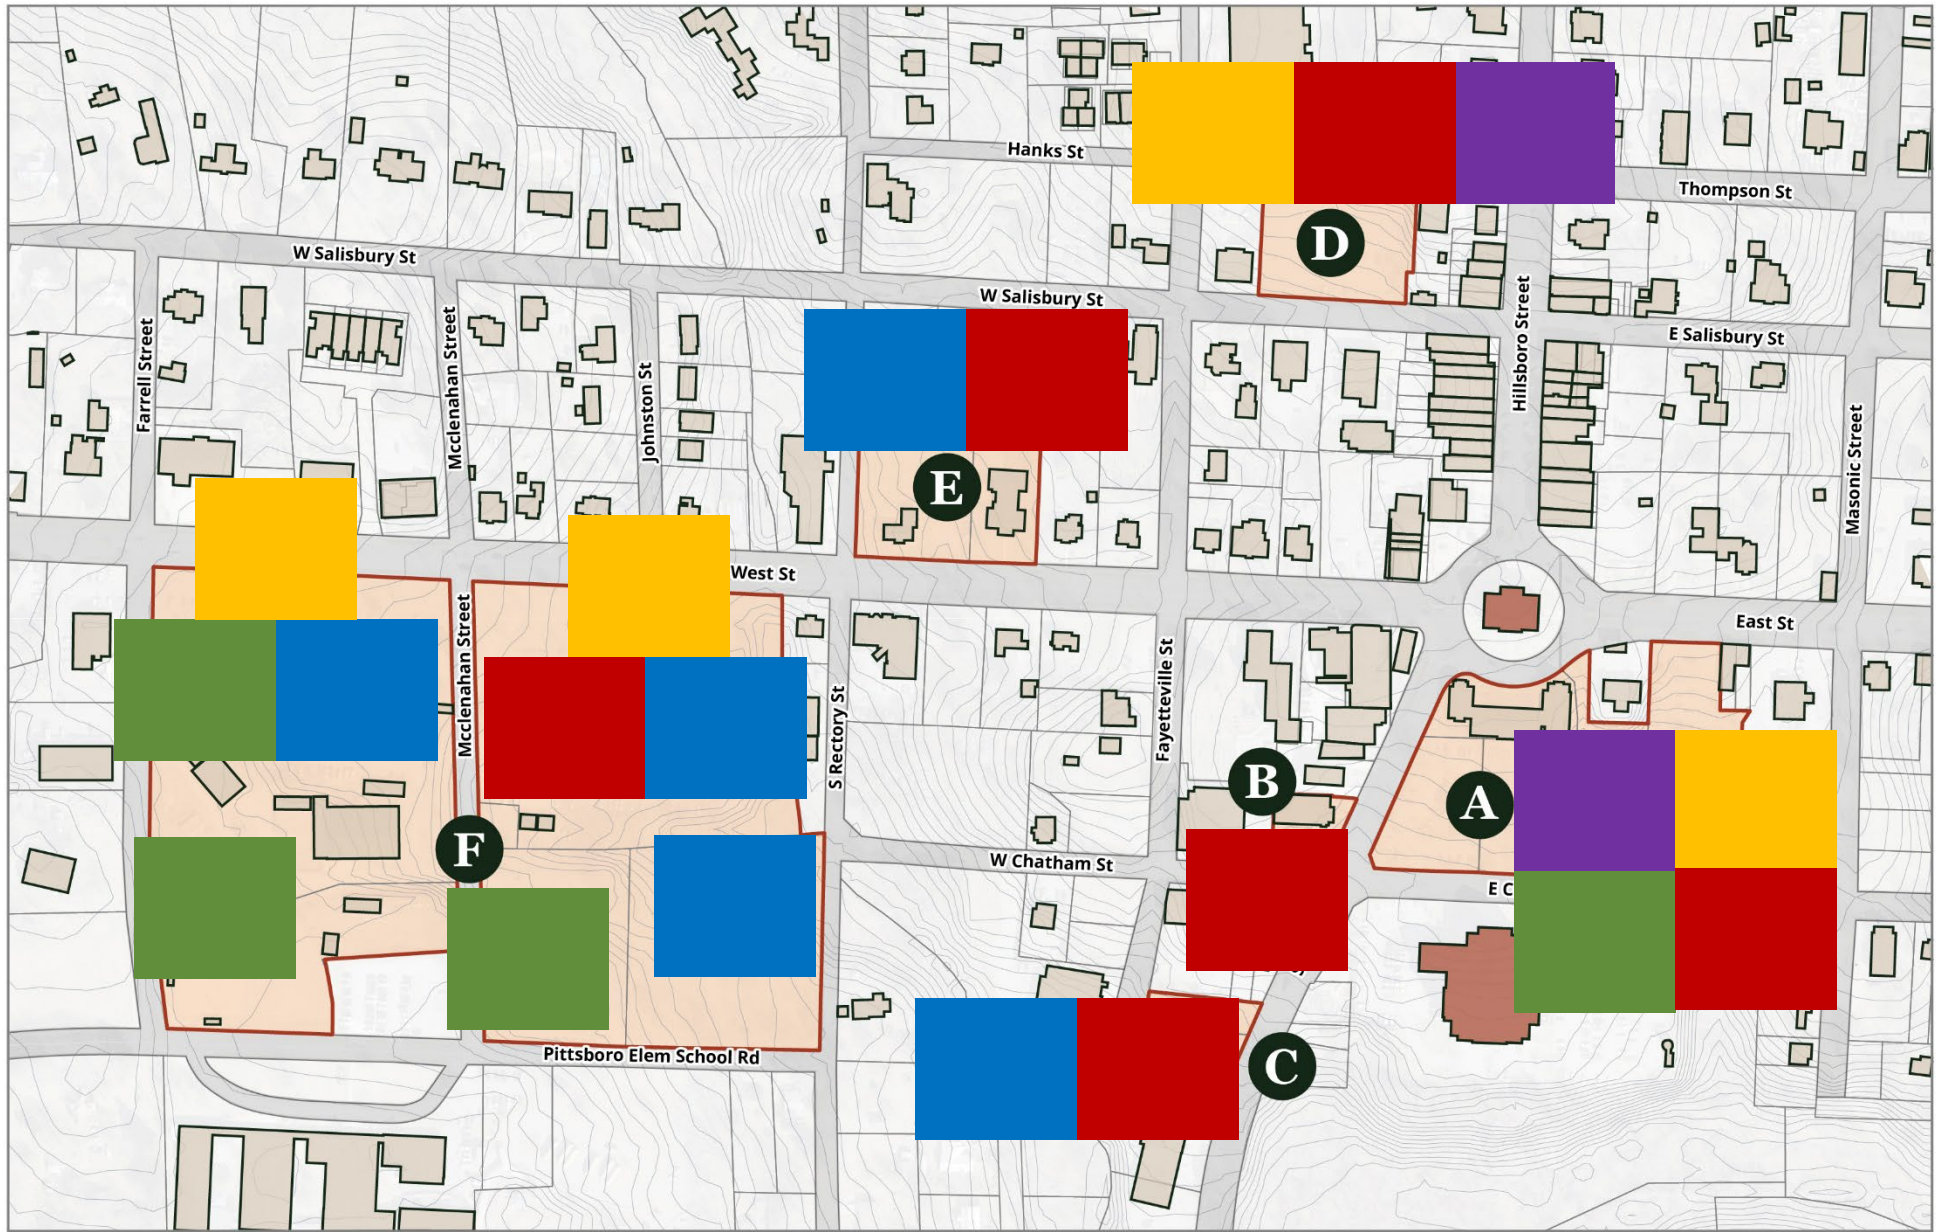 Hanks St
Thompson St
D
W Salisbury St
W Salisbury St
Hillsboro Street
E Salisbury St
Farrell Street
Mcclenahan Street
Johnston St
Masonic Street
E
West St
East St
Mcclenahan Street
S Rectory St
Fayetteville St
B
A
F
W Chatham St
E C
Pittsboro Elem School Rd
C